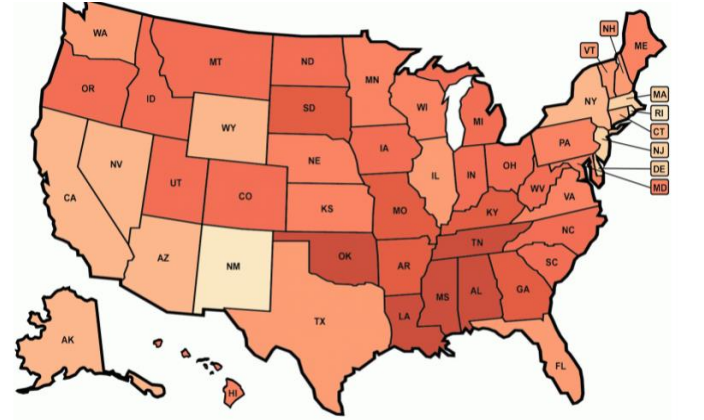 WA
NH
VT
ME
MT
ND
MN
OR
ID
SD
WI
MI
NY
MA
RI
CT
NJ
DE
MD
WY
IA
PA
NE
NV
IL
IN
OH
UT
CO
WV
VA
CA
KS
MO
KY
NC
TN
AZ
NM
OK
AR
SC
MS
AL
GA
TX
LA
AK
FL
HI